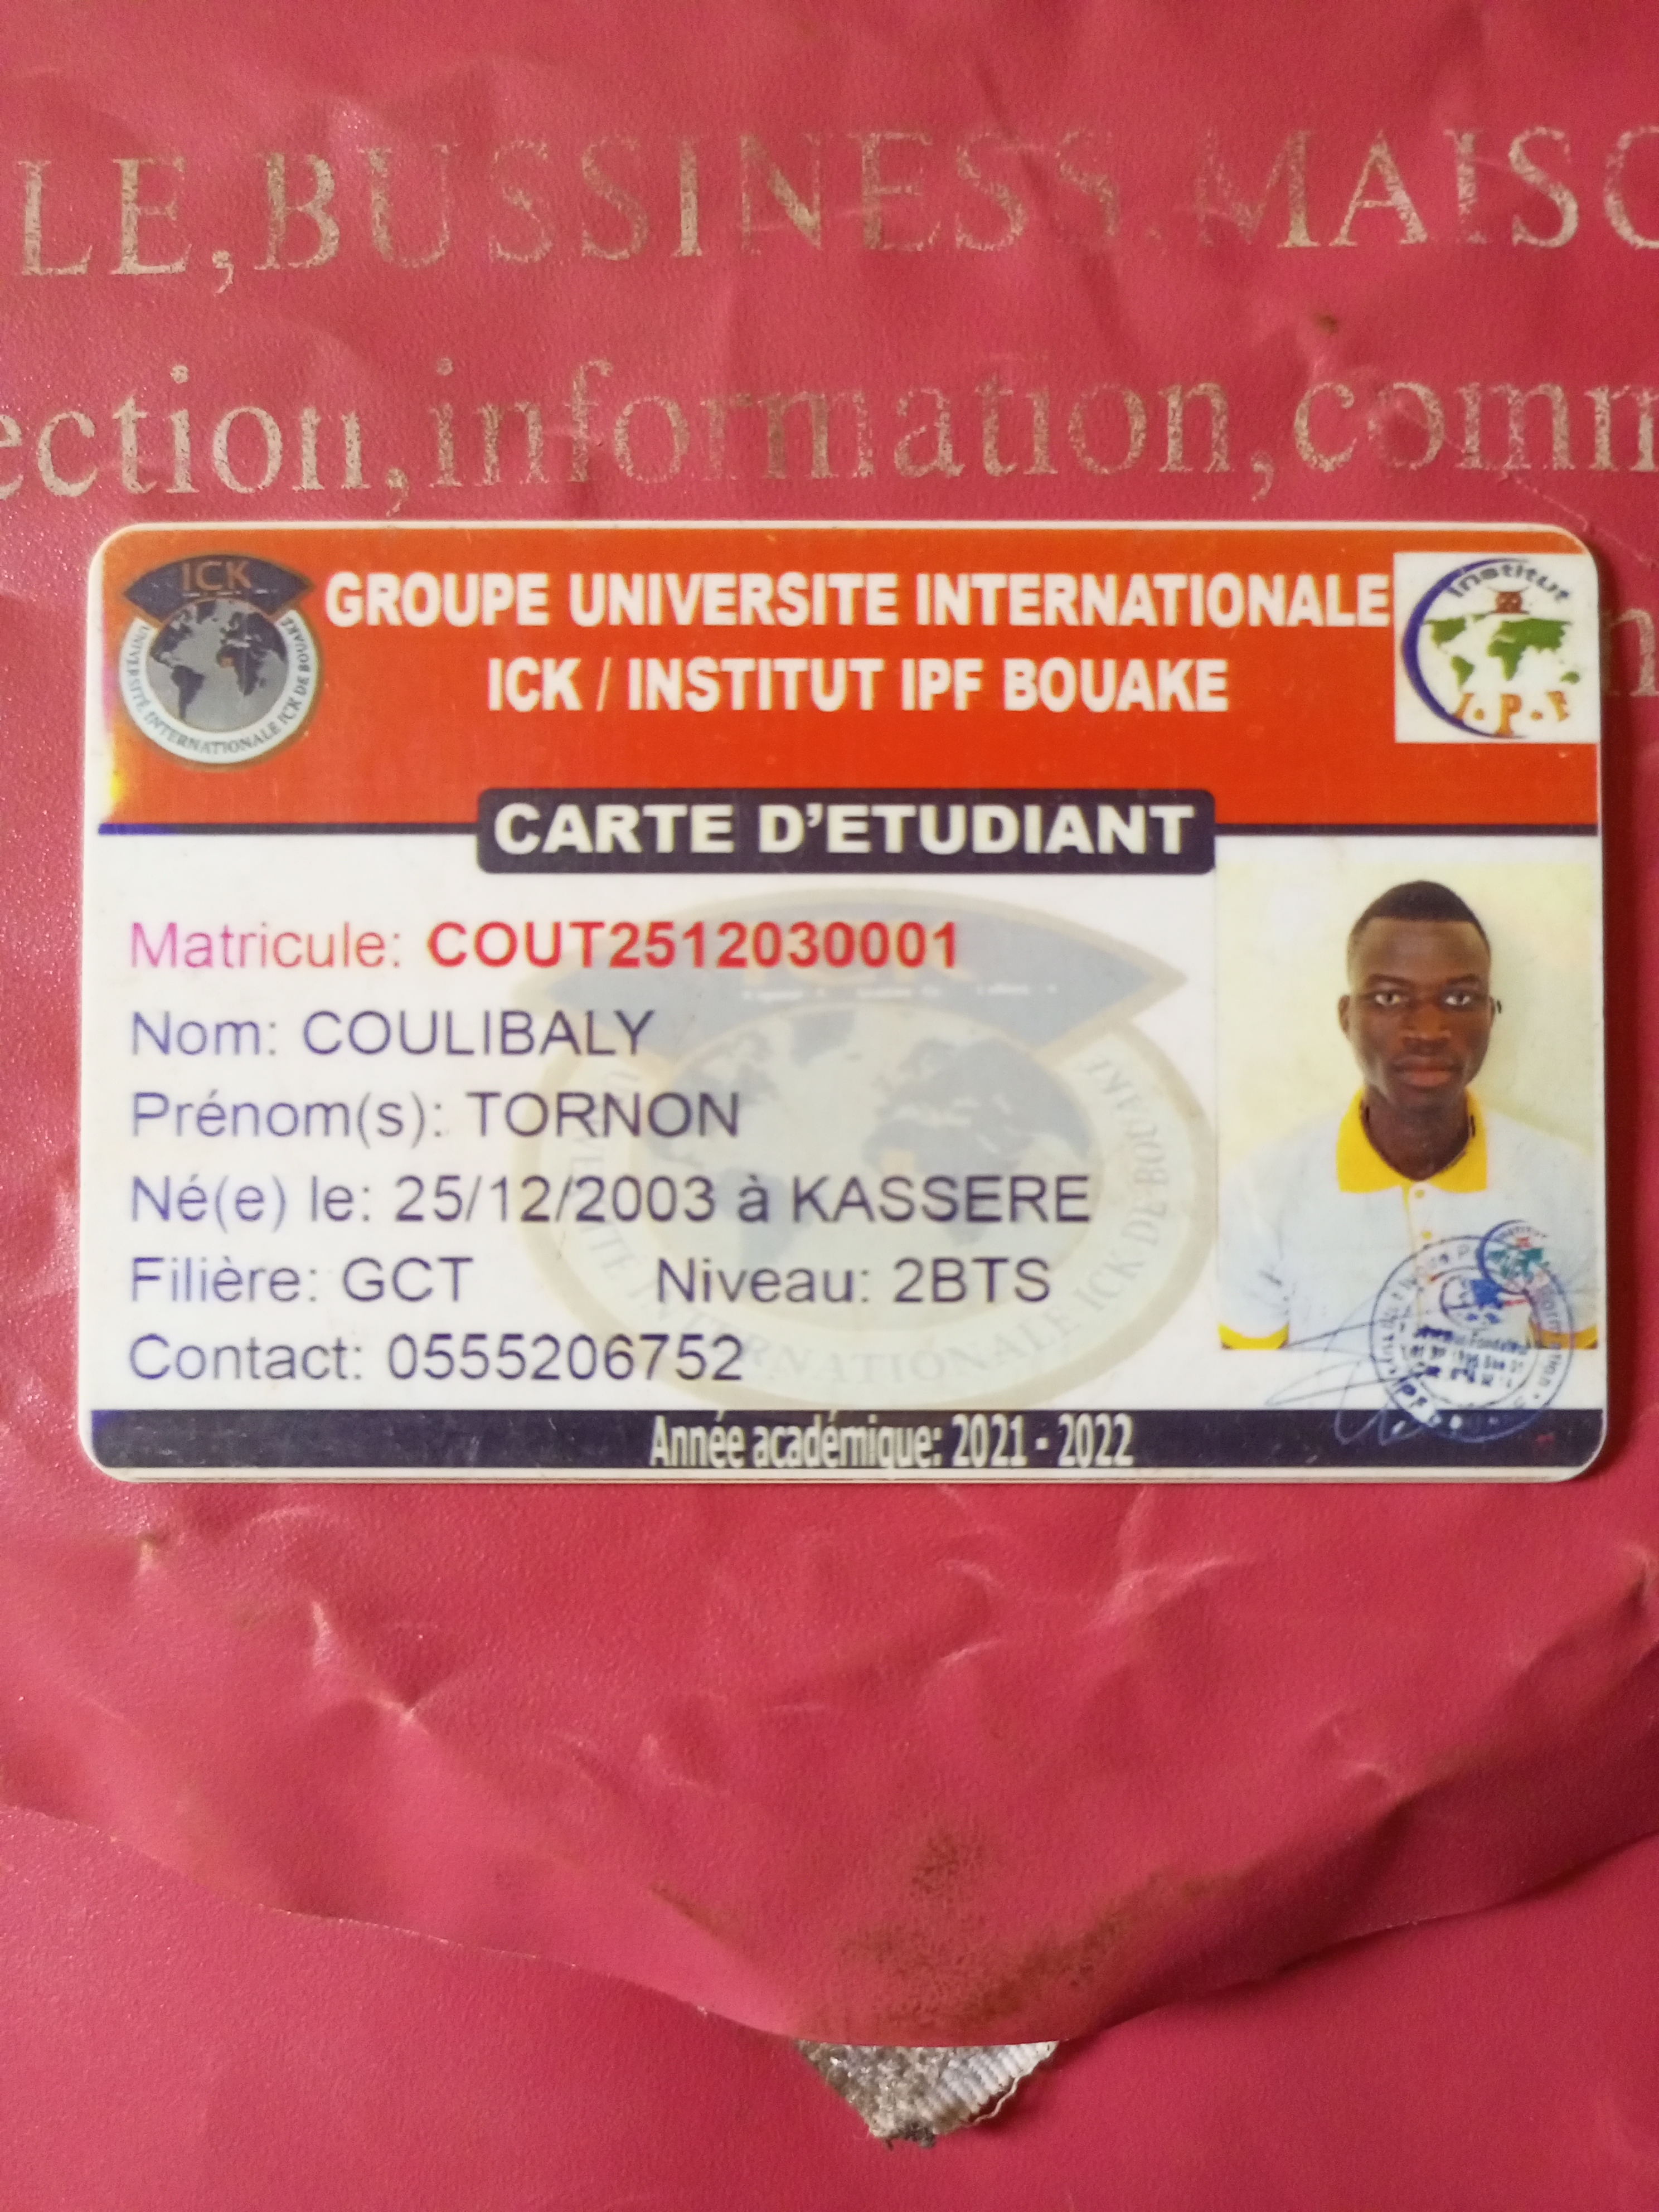 LE,BUSSINESS.MAISO
ection,information,comm
ICK
UNIVERSITÉ INTERNATIONALE ICK DE BOUAKÉ
GROUPE UNIVERSITE INTERNATIONALE
ICK / INSTITUT IPF BOUAKE
Institut
I.P.F
CARTE D'ETUDIANT
Matricule: COUT2512030001
Nom: COULIBALY
Prénom(s): TORNON
Né(e) le: 25/12/2003 à KASSERE
Filière: GCT Niveau: 2BTS
Contact: 0555206752
Année académique: 2021 - 2022